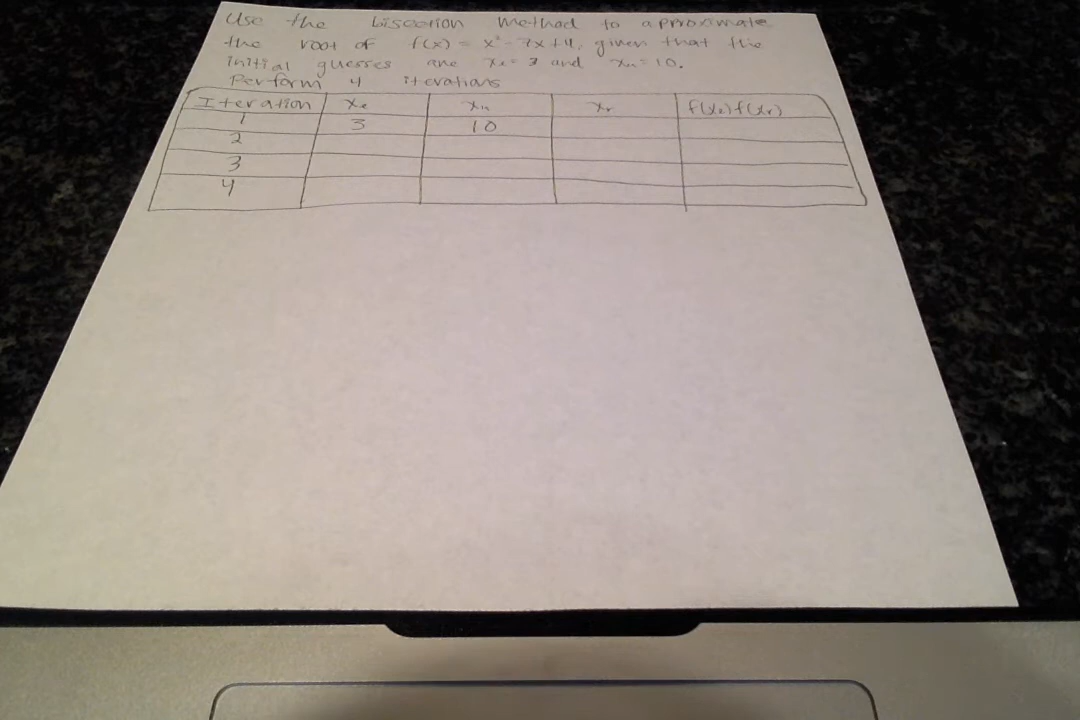 Use the bisection method to approximate
the root of f(x) = x² - 7x + 4, given that the
initial guesses are xₗ = 3 and xᵤ = 10.
Perform 4 iterations
Iteration xₗ xᵤ xᵣ f(xₗ)f(xᵣ)
1 3 10
2
3
4